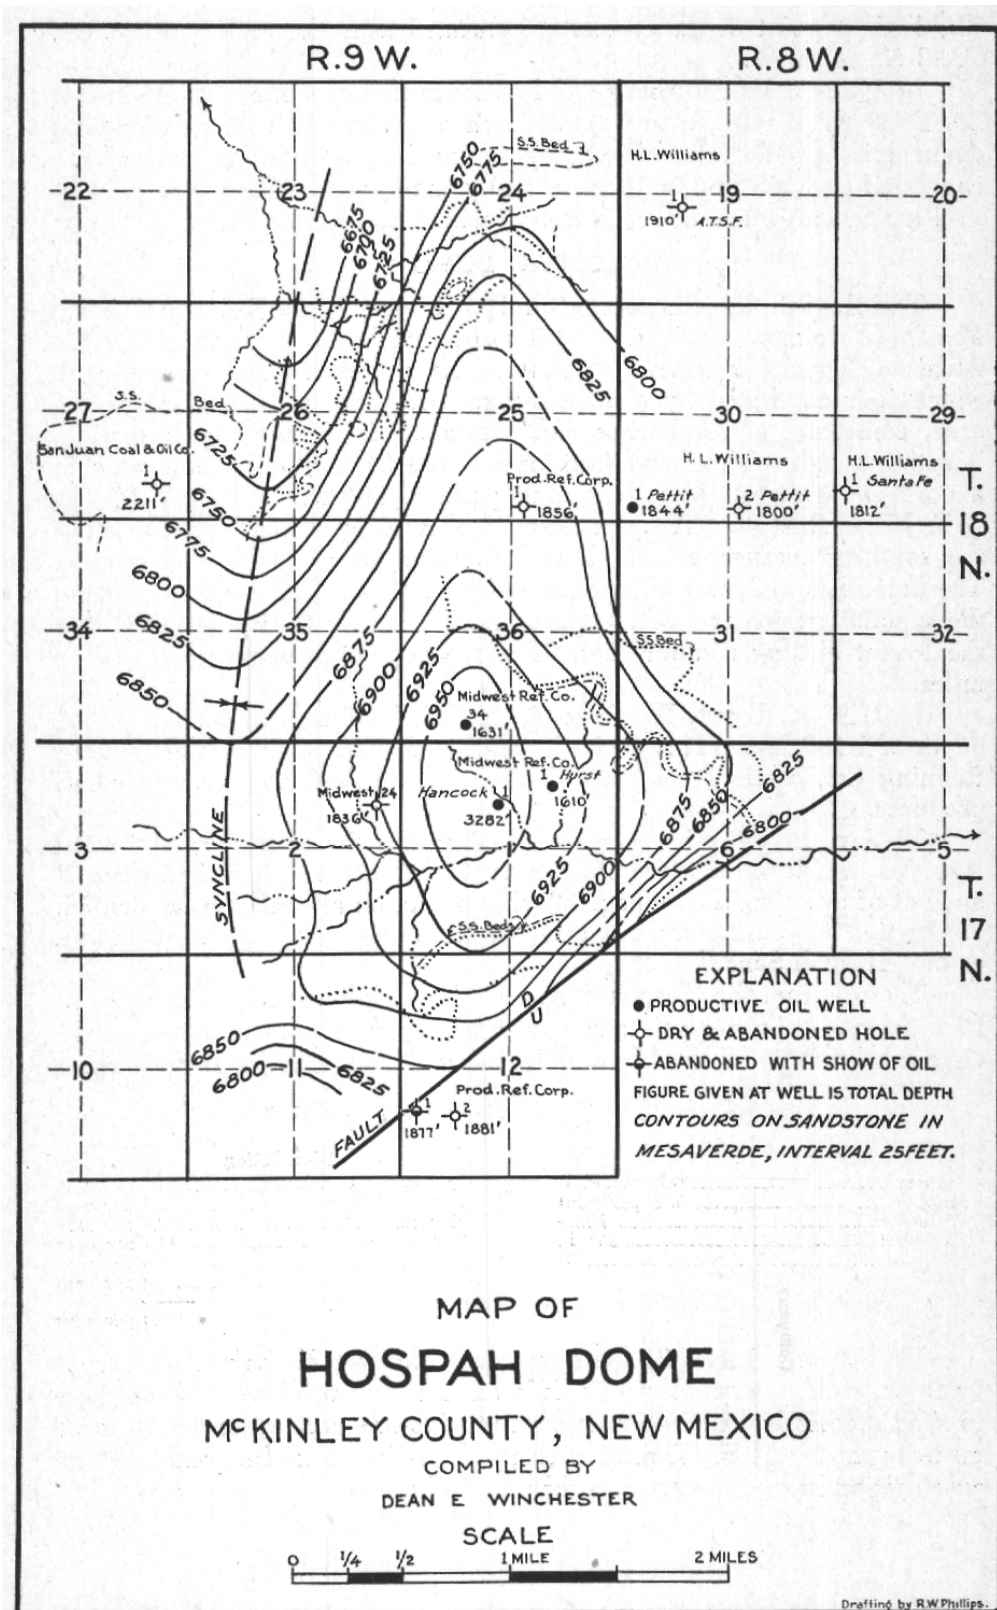 R.9W. R.8W.
S.S. Bed
H.L.Williams
6750
6775
22 23 24 19 20
1
1910' A.T.S.F.
6675
6700
6725
6825 6800
S.S. Bed
27 26 25 30 29
San Juan Coal & Oil Co.
1
2211'
6725
6750
6775
6800
6825
6850
H.L.Williams
H.L.Williams
Prod. Ref. Corp.
1
1856'
1 Pettit
1844'
2 Pettit
1800'
1 Santa Fe
1812'
T.
18
N.
34 35 36 31 32
S.S. Bed
6875
6900
6925
6950
Midwest Ref. Co.
34
1631'
Midwest Ref. Co.
1 Hurst
1610'
Hancock 1
3282'
Midwest 24
1836'
6825
6800
6850
6875
6900
6925
SYNCLINE
3 2 1 6 5
S.S. Beds
T.
17
N.
D
U
6850
6800 6825
10 11 12
Prod. Ref. Corp.
1
1877'
2
1881'
FAULT
EXPLANATION
PRODUCTIVE OIL WELL
DRY & ABANDONED HOLE
ABANDONED WITH SHOW OF OIL
FIGURE GIVEN AT WELL IS TOTAL DEPTH
CONTOURS ON SANDSTONE IN
MESAVERDE, INTERVAL 25 FEET.
MAP OF
HOSPAH DOME
McKINLEY COUNTY, NEW MEXICO
COMPILED BY
DEAN E WINCHESTER
SCALE
0 1/4 1/2 1 MILE 2 MILES
Drafting by R.W.Phillips.